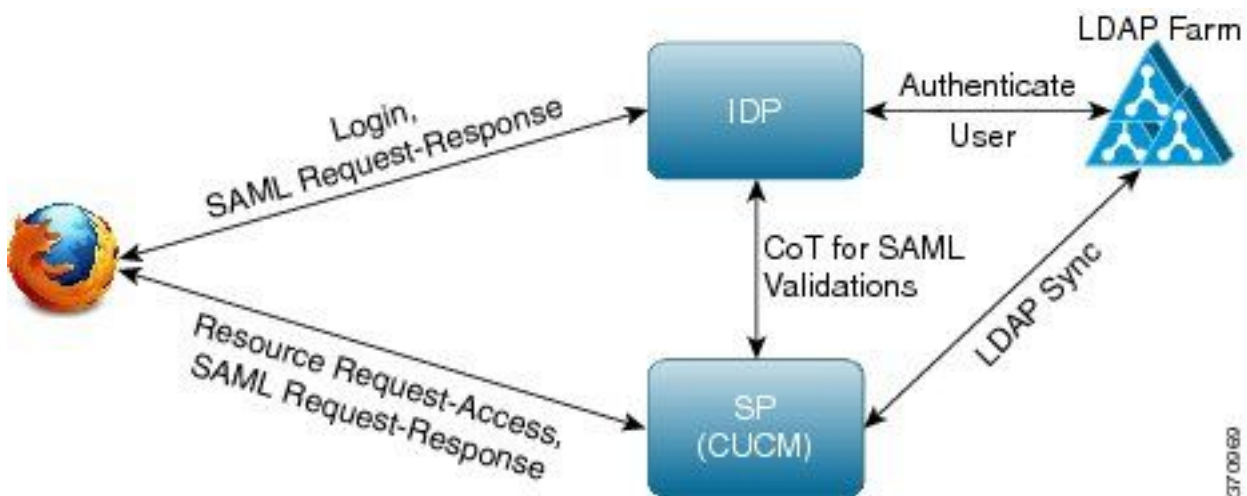 LDAP Farm
Login,
SAML Request-Response
IDP
Authenticate
User
CoT for SAML
Validations
LDAP Sync
Resource Request-Access,
SAML Request-Response
SP
(CUCM)
370969